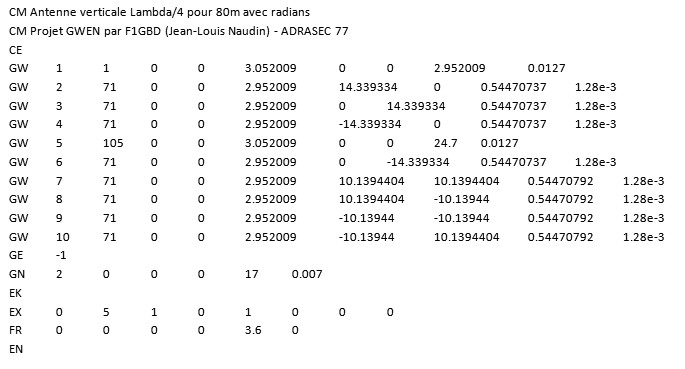 CM Antenne verticale Lambda/4 pour 80m avec radians
CM Projet GWEN par F1GBD (Jean-Louis Naudin) - ADRASEC 77
CE
GW 1 1 0 0 3.052009 0 0 2.952009 0.0127
GW 2 71 0 0 2.952009 14.339334 0 0.54470737 1.28e-3
GW 3 71 0 0 2.952009 0 14.339334 0.54470737 1.28e-3
GW 4 71 0 0 2.952009 -14.339334 0 0.54470737 1.28e-3
GW 5 105 0 0 3.052009 0 0 24.7 0.0127
GW 6 71 0 0 2.952009 0 -14.339334 0.54470737 1.28e-3
GW 7 71 0 0 2.952009 10.1394404 10.1394404 0.54470792 1.28e-3
GW 8 71 0 0 2.952009 10.1394404 -10.13944 0.54470792 1.28e-3
GW 9 71 0 0 2.952009 -10.13944 -10.13944 0.54470792 1.28e-3
GW 10 71 0 0 2.952009 -10.13944 10.1394404 0.54470792 1.28e-3
GE -1
GN 2 0 0 0 17 0.007
EK
EX 0 5 1 0 1 0 0 0
FR 0 0 0 0 3.6 0
EN